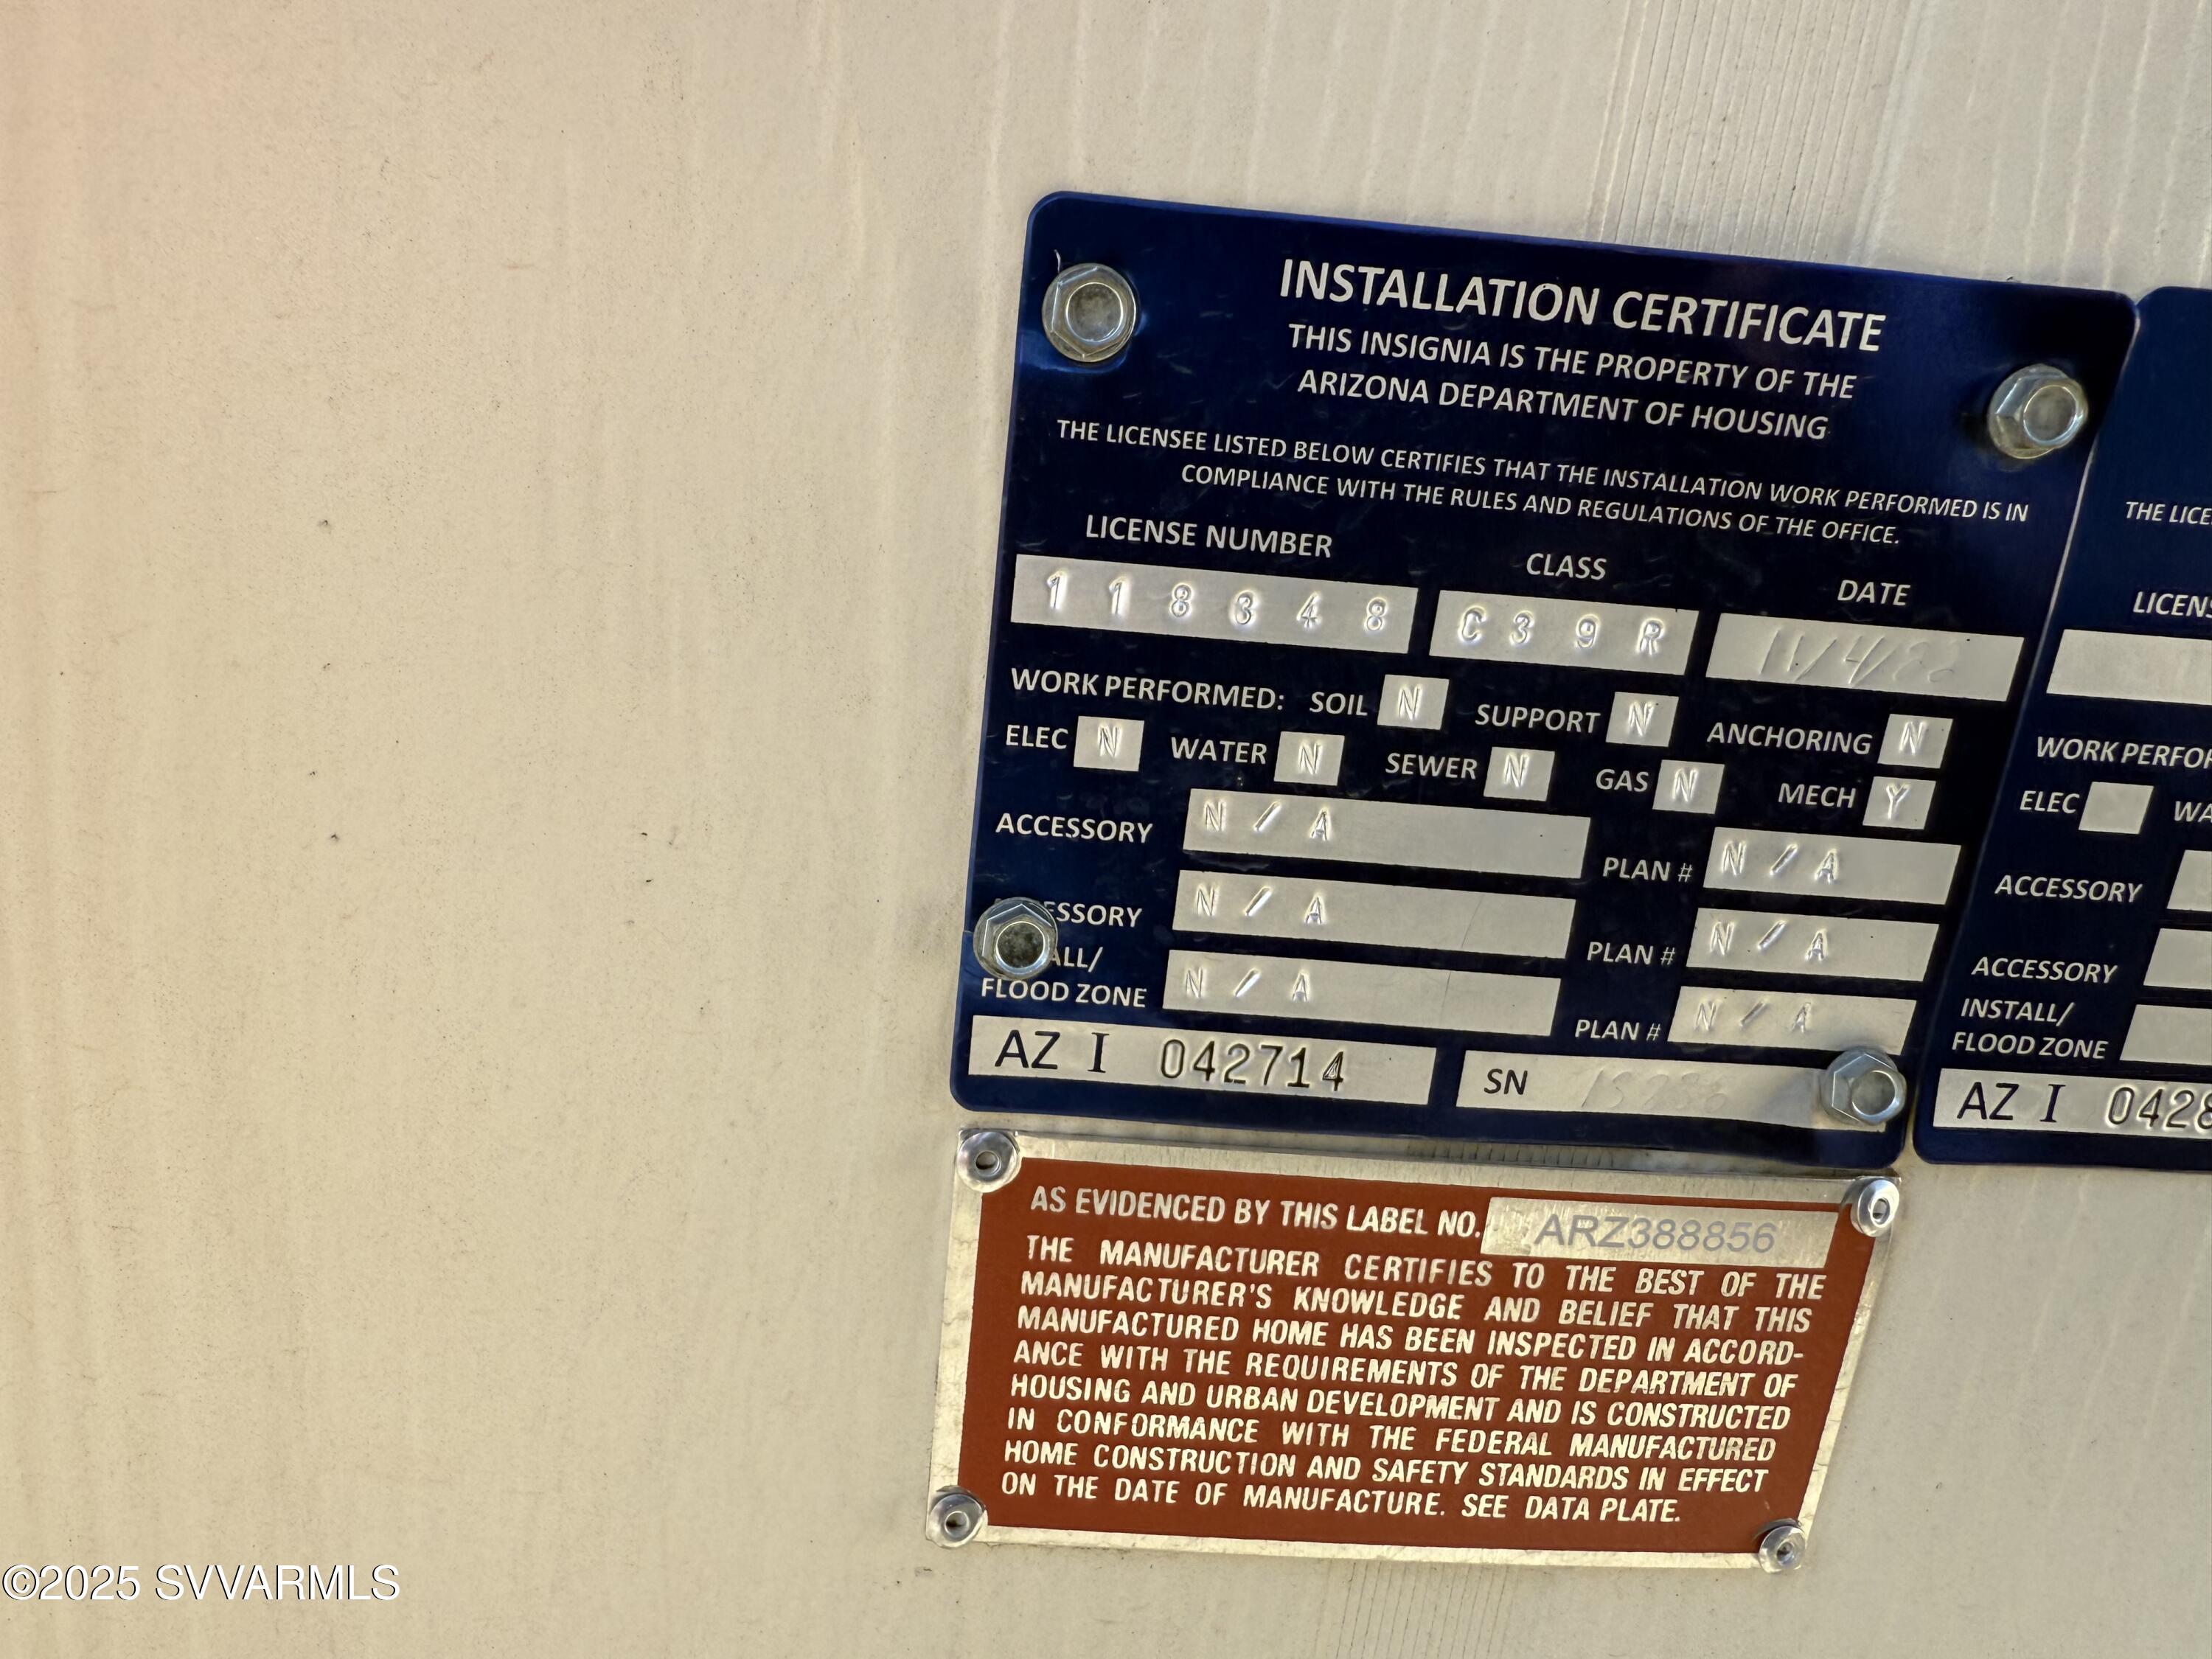 INSTALLATION CERTIFICATE
THIS INSIGNIA IS THE PROPERTY OF THE
ARIZONA DEPARTMENT OF HOUSING
THE LICENSEE LISTED BELOW CERTIFIES THAT THE INSTALLATION WORK PERFORMED IS IN
COMPLIANCE WITH THE RULES AND REGULATIONS OF THE OFFICE.
LICENSE NUMBER CLASS DATE
118348 C39R
WORK PERFORMED: SOIL N SUPPORT N ANCHORING N
ELEC N WATER N SEWER N GAS N MECH Y
ACCESSORY N/A PLAN # N/A
N/A PLAN # N/A
FLOOD ZONE N/A PLAN # N/A
AZ I 042714 SN
THE
WORK
ELEC
ACCESSORY
ACCESSORY
INSTALL/
FLOOD ZONE
AZ I
AS EVIDENCED BY THIS LABEL NO. ARZ388856
THE MANUFACTURER CERTIFIES TO THE BEST OF THE
MANUFACTURER'S KNOWLEDGE AND BELIEF THAT THIS
MANUFACTURED HOME HAS BEEN INSPECTED IN ACCORD-
ANCE WITH THE REQUIREMENTS OF THE DEPARTMENT OF
HOUSING AND URBAN DEVELOPMENT AND IS CONSTRUCTED
IN CONFORMANCE WITH THE FEDERAL MANUFACTURED
HOME CONSTRUCTION AND SAFETY STANDARDS IN EFFECT
ON THE DATE OF MANUFACTURE. SEE DATA PLATE.
©2025 SVVARMLS